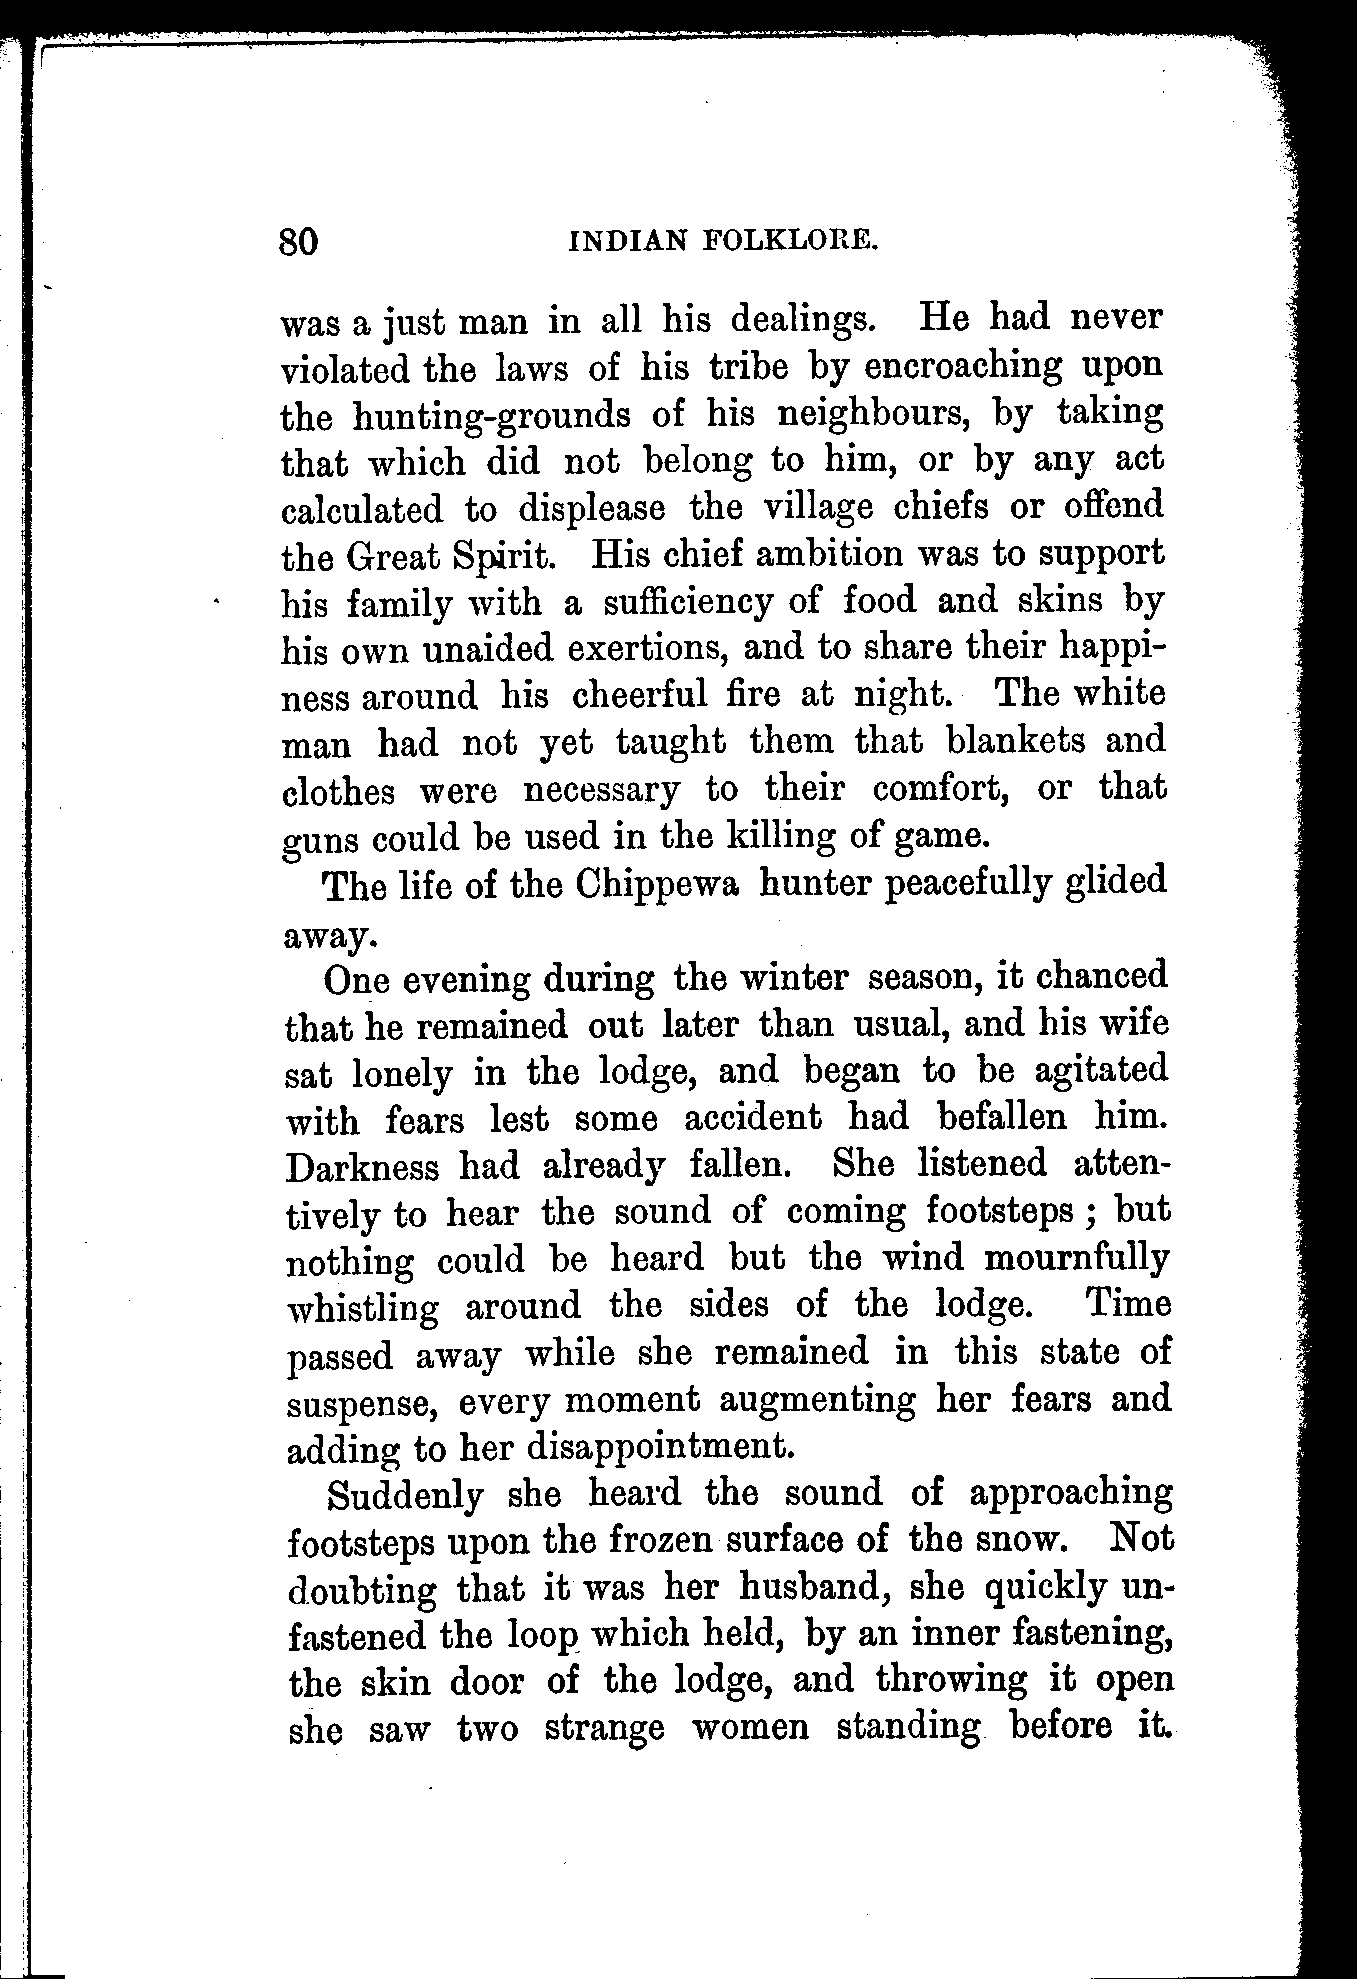 80 INDIAN FOLKLORE.
was a just man in all his dealings. He had never
violated the laws of his tribe by encroaching upon
the hunting-grounds of his neighbours, by taking
that which did not belong to him, or by any act
calculated to displease the village chiefs or offend
the Great Spirit. His chief ambition was to support
his family with a sufficiency of food and skins by
his own unaided exertions, and to share their happi-
ness around his cheerful fire at night. The white
man had not yet taught them that blankets and
clothes were necessary to their comfort, or that
guns could be used in the killing of game.
The life of the Chippewa hunter peacefully glided
away.
One evening during the winter season, it chanced
that he remained out later than usual, and his wife
sat lonely in the lodge, and began to be agitated
with fears lest some accident had befallen him.
Darkness had already fallen. She listened atten-
tively to hear the sound of coming footsteps ; but
nothing could be heard but the wind mournfully
whistling around the sides of the lodge. Time
passed away while she remained in this state of
suspense, every moment augmenting her fears and
adding to her disappointment.
Suddenly she heard the sound of approaching
footsteps upon the frozen surface of the snow. Not
doubting that it was her husband, she quickly un-
fastened the loop which held, by an inner fastening,
the skin door of the lodge, and throwing it open
she saw two strange women standing before it.